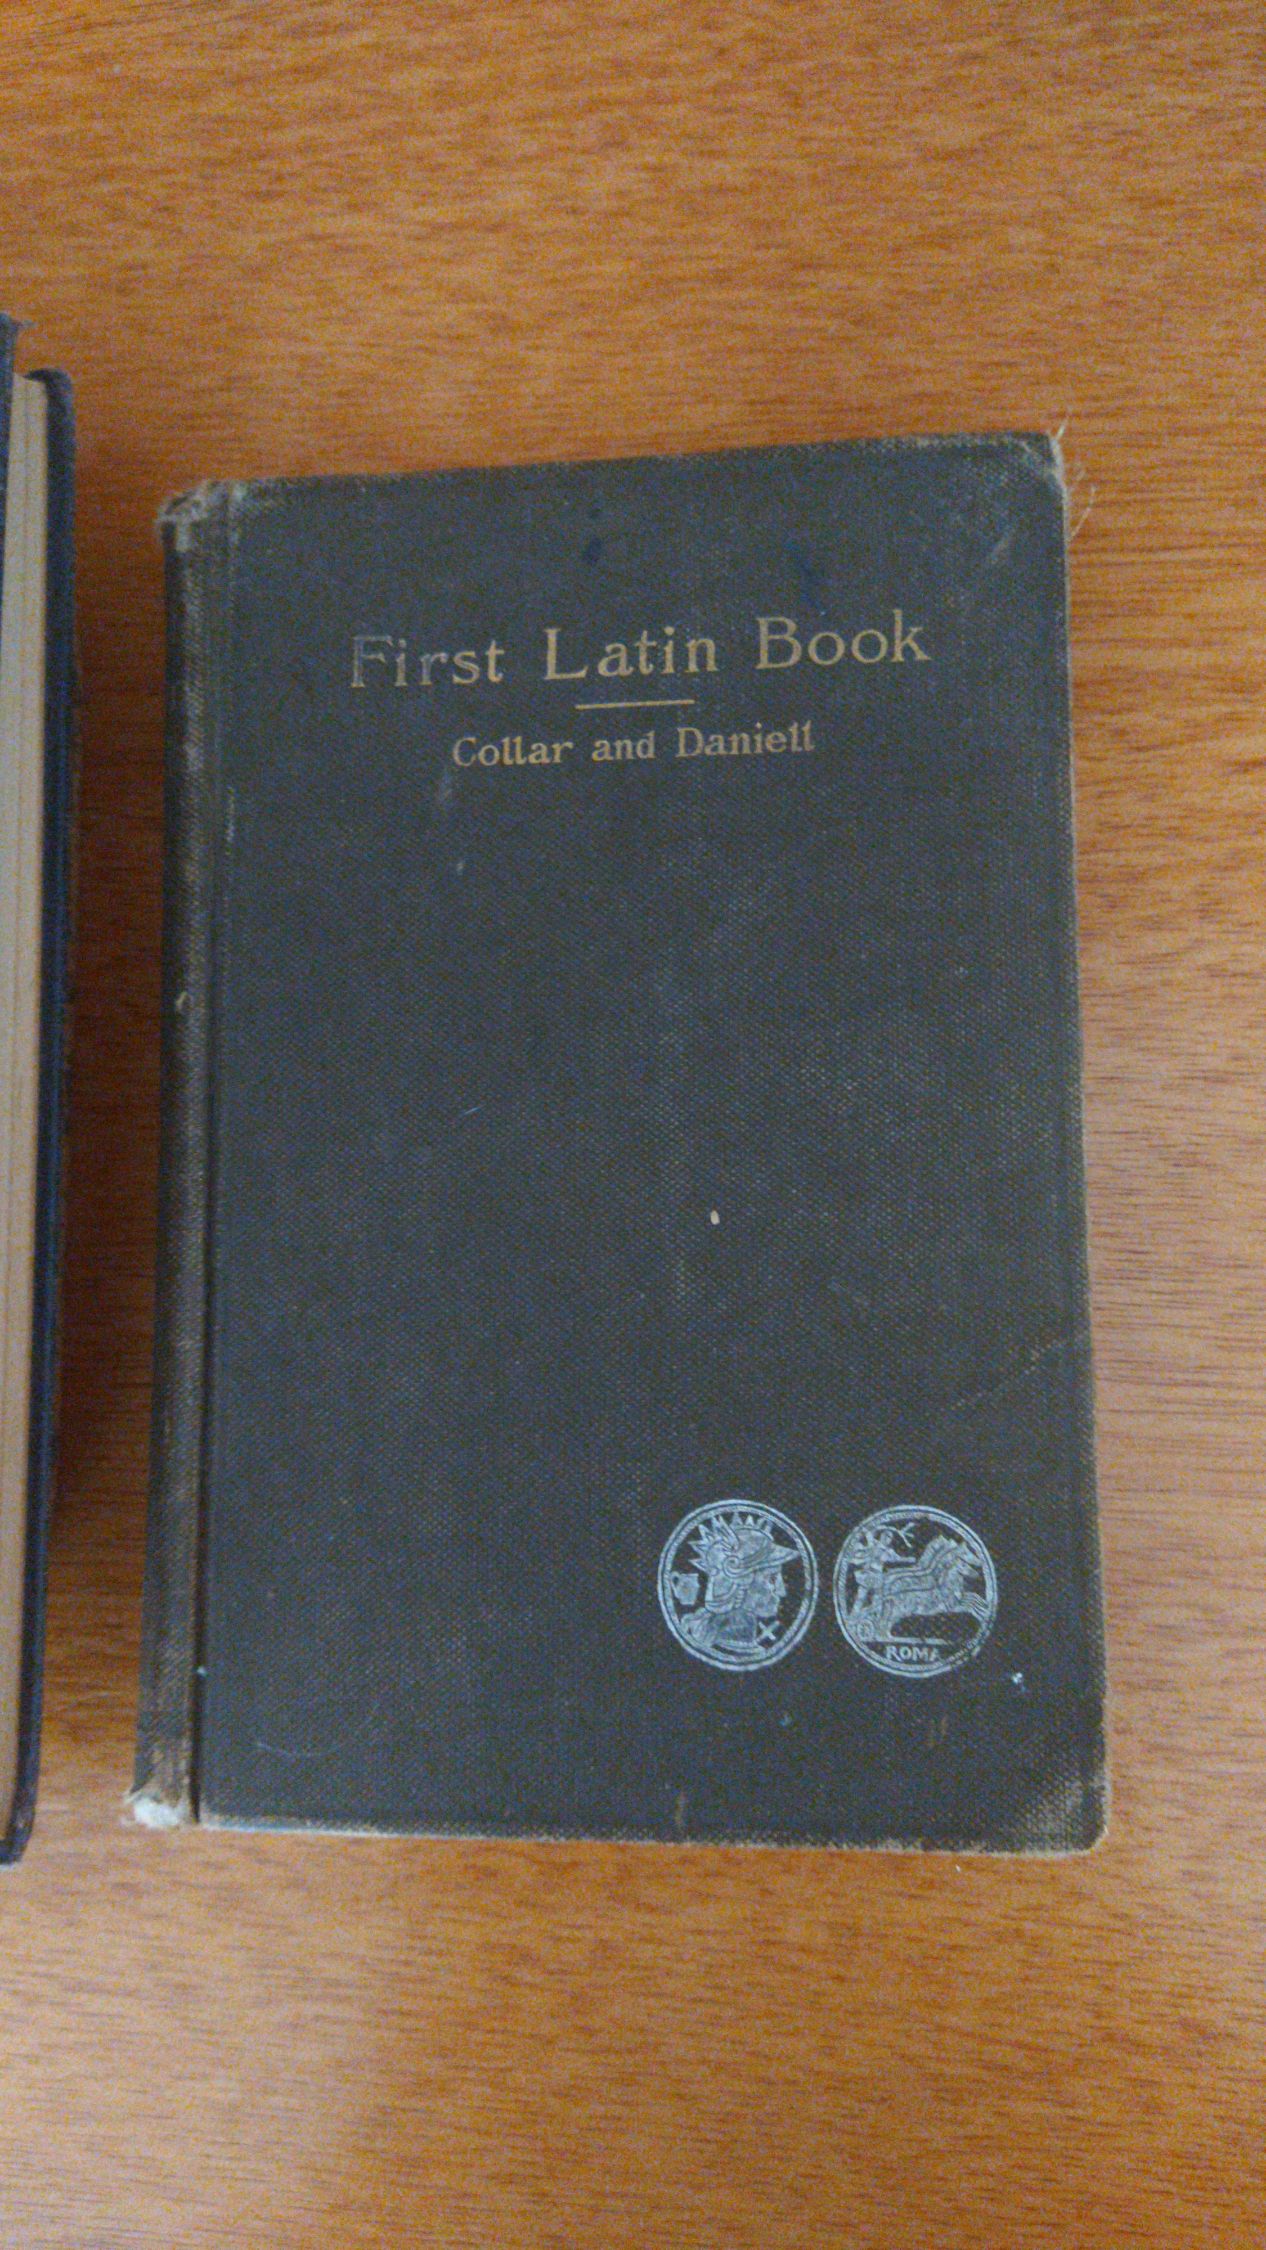 First Latin Book
Collar and Daniell
X
ROMA